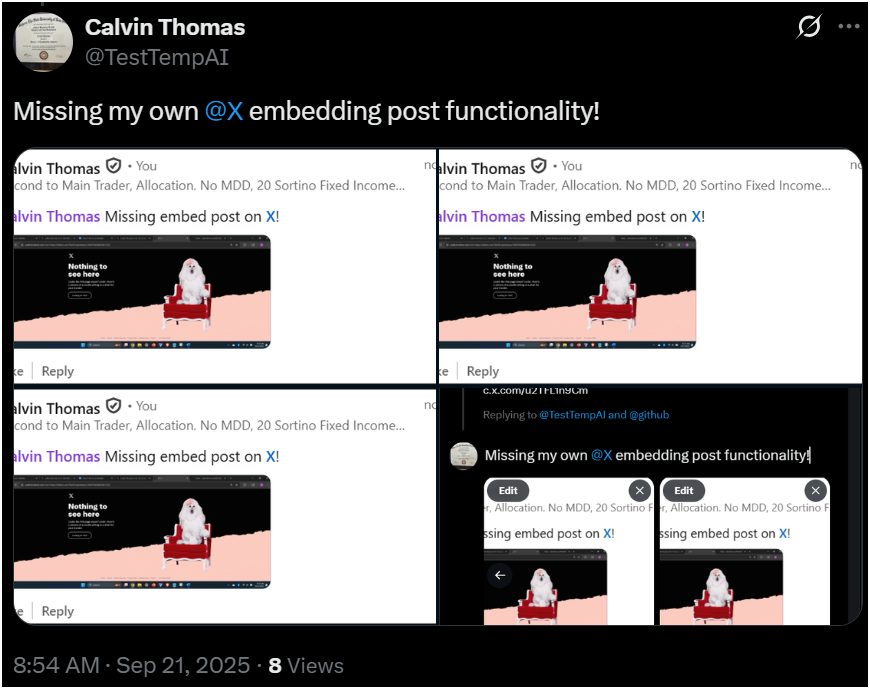 Calvin Thomas
@TestTempAI
Missing my own @X embedding post functionality!
alvin Thomas • You
cond to Main Trader, Allocation. No MDD, 20 Sortino Fixed Income...
alvin Thomas Missing embed post on X!
Nothing to
see here
Reply
alvin Thomas • You
cond to Main Trader, Allocation. No MDD, 20 Sortino Fixed Income...
alvin Thomas Missing embed post on X!
Nothing to
see here
Reply
alvin Thomas • You
cond to Main Trader, Allocation. No MDD, 20 Sortino Fixed Income...
alvin Thomas Missing embed post on X!
Nothing to
see here
Reply
Replying to @TestTempAI and @github
Missing my own @X embedding post functionality!
Edit
r, Allocation. No MDD, 20 Sortino F
ssing embed post on X!
Edit
r, Allocation. No MDD, 20 Sortino F
ssing embed post on X!
8:54 AM · Sep 21, 2025 · 8 Views